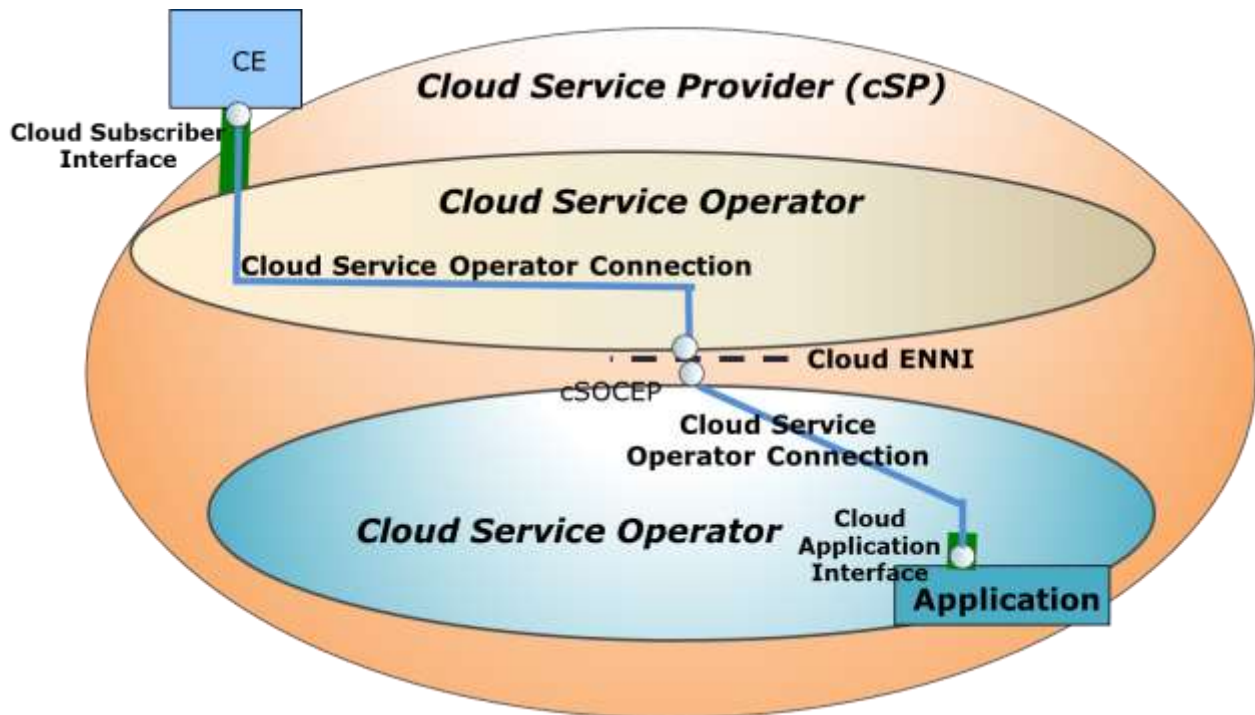 CE
Cloud Service Provider (cSP)
Cloud Subscriber
Interface
Cloud Service Operator
Cloud Service Operator Connection
Cloud ENNI
cSOCEP
Cloud Service
Operator Connection
Cloud Service Operator
Cloud
Application
Interface
Application